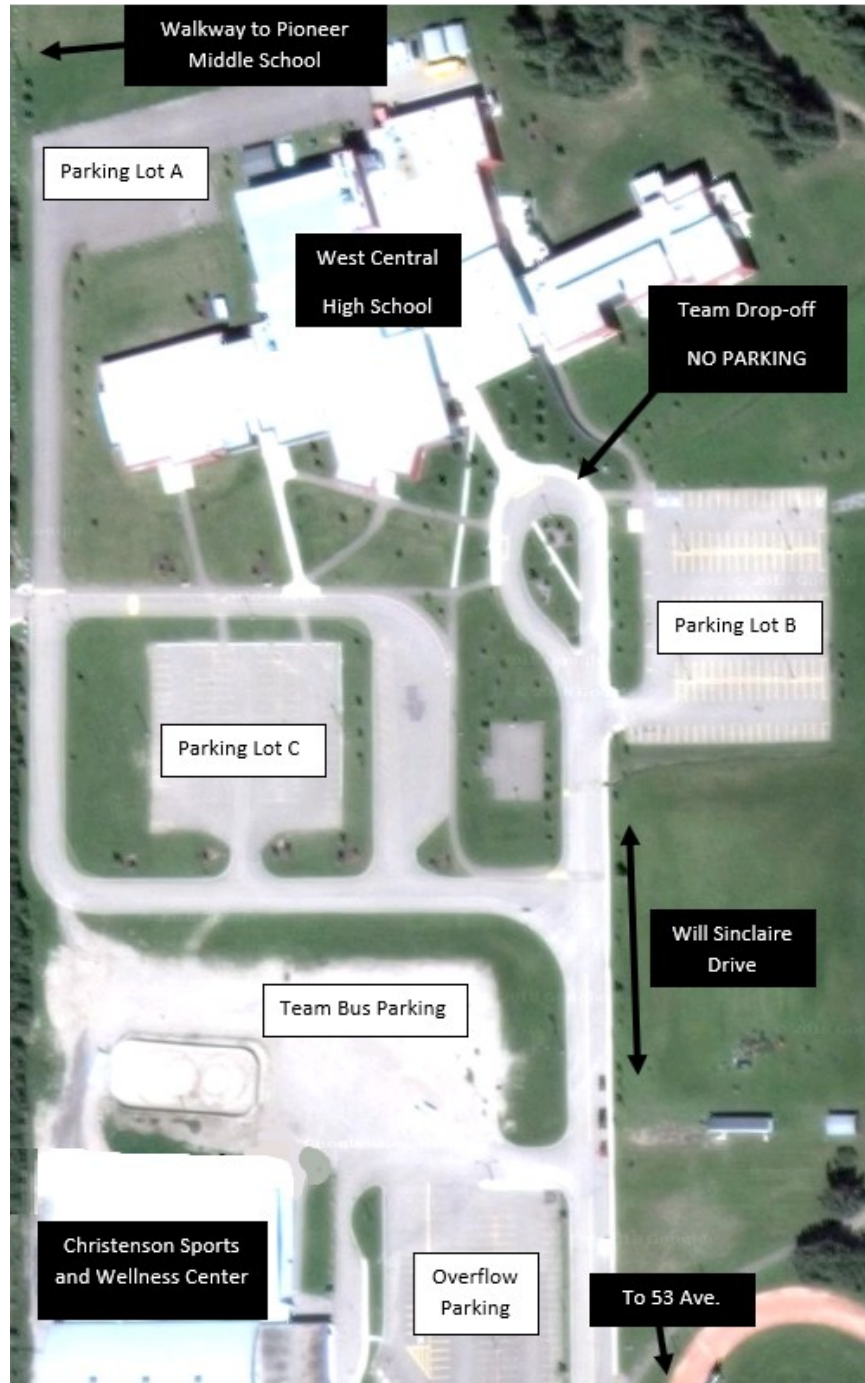 Walkway to Pioneer
Middle School
Parking Lot A
West Central
High School
Team Drop-off
NO PARKING
Parking Lot B
Parking Lot C
Will Sinclaire
Drive
Team Bus Parking
Christenson Sports
and Wellness Center
Overflow
Parking
To 53 Ave.